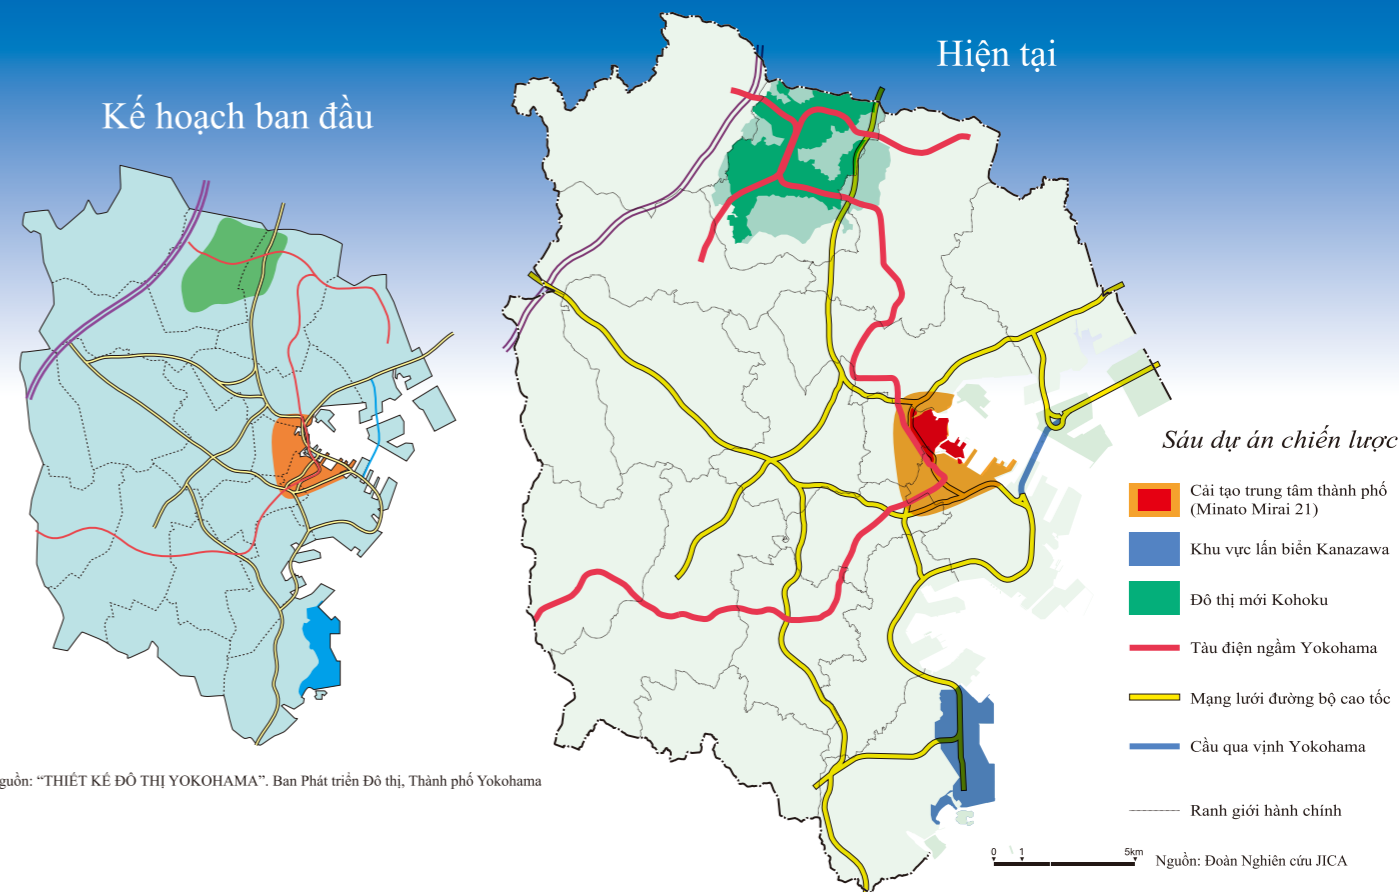 Kế hoạch ban đầu
Hiện tại
Sáu dự án chiến lược
Cải tạo trung tâm thành phố
(Minato Mirai 21)
Khu vực lấn biển Kanazawa
Đô thị mới Kohoku
Tàu điện ngầm Yokohama
Mạng lưới đường bộ cao tốc
Cầu qua vịnh Yokohama
Ranh giới hành chính
0 1 5km
Nguồn: Đoàn Nghiên cứu JICA
guồn: “THIẾT KẾ ĐÔ THỊ YOKOHAMA”. Ban Phát triển Đô thị, Thành phố Yokohama